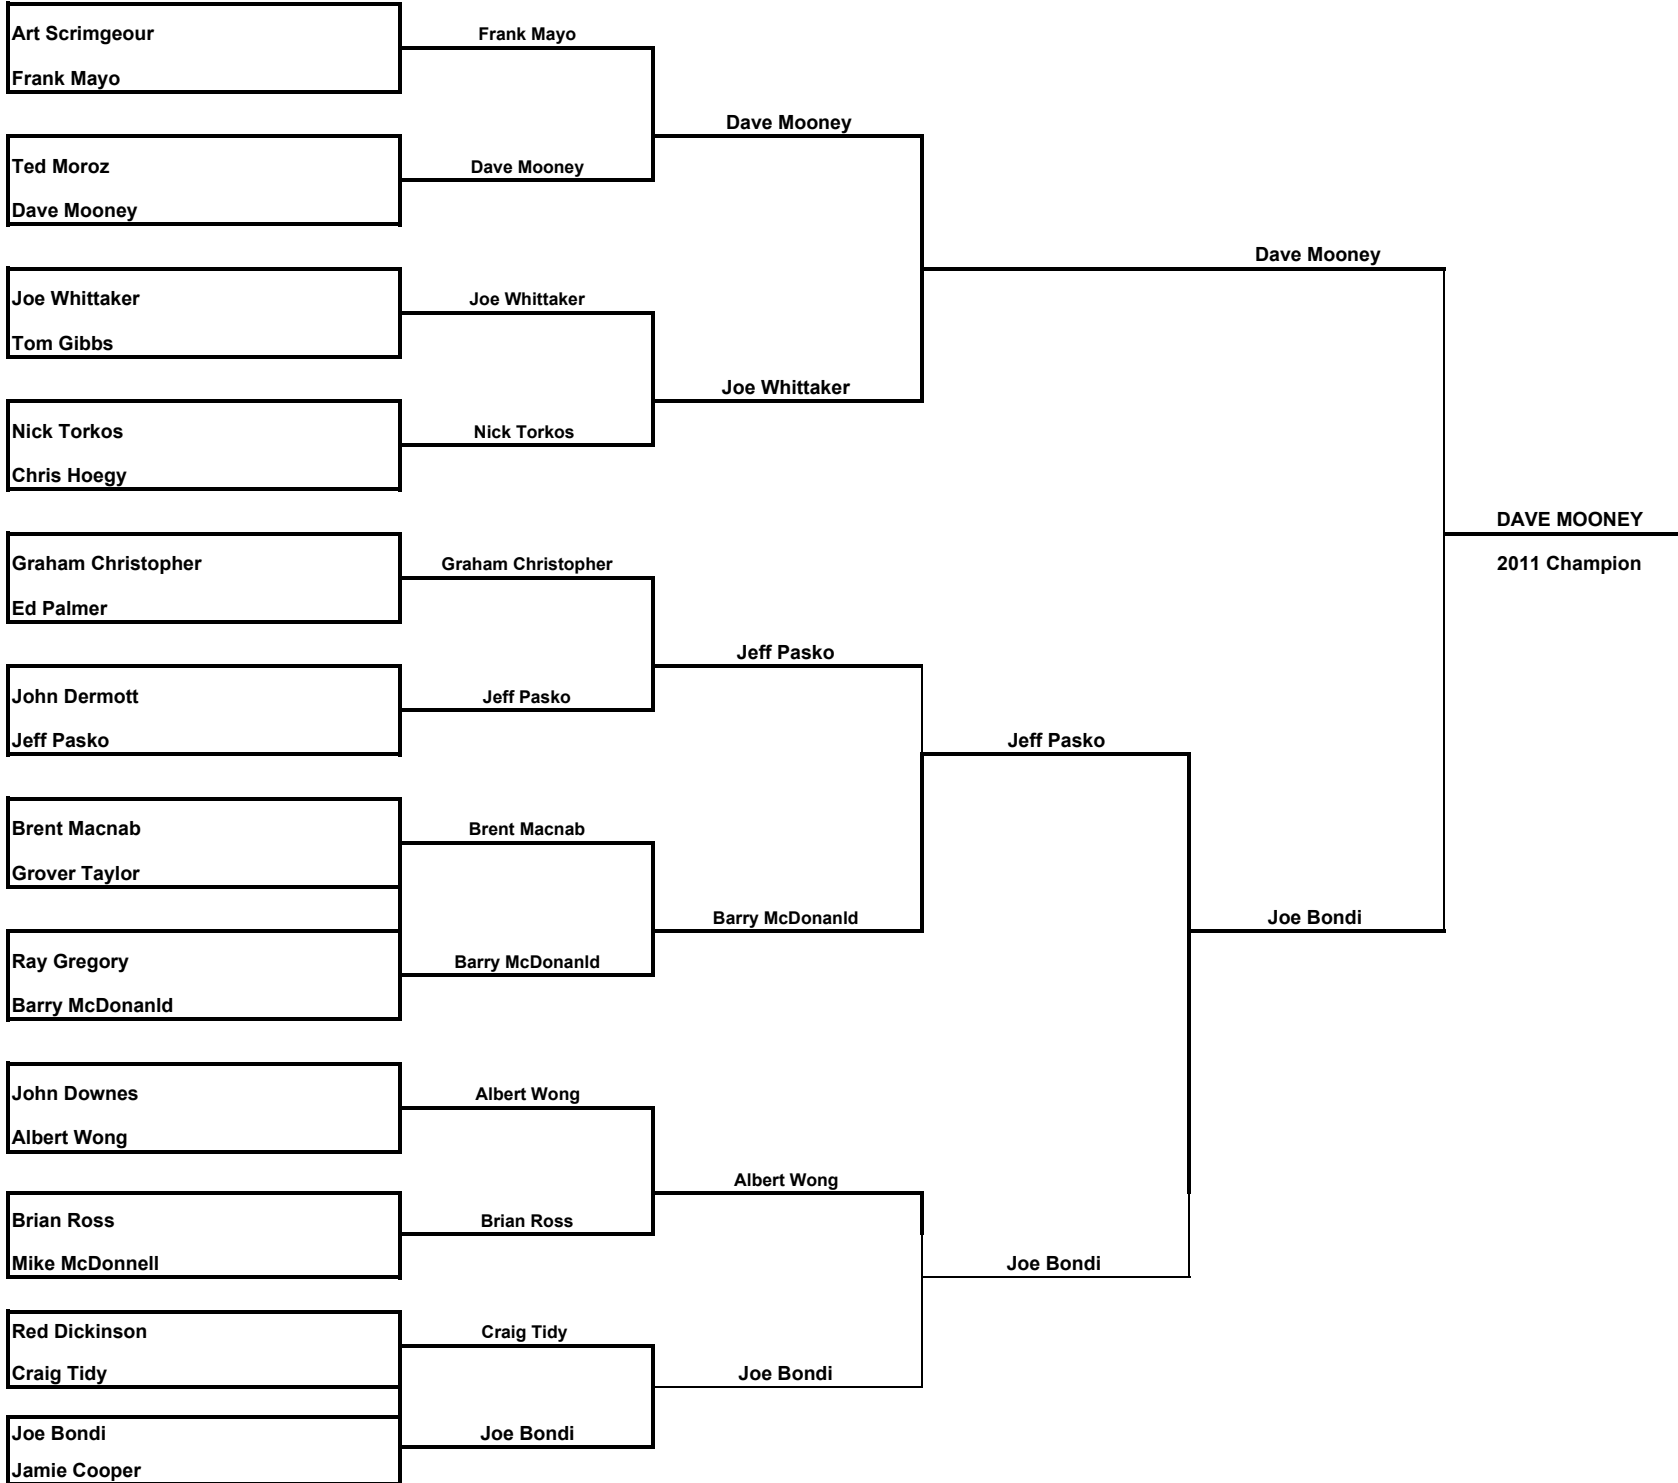 Art Scrimgeour
Frank Mayo
Frank Mayo
Dave Mooney
Ted Moroz
Dave Mooney
Dave Mooney
Dave Mooney
Joe Whittaker
Joe Whittaker
Tom Gibbs
Joe Whittaker
Nick Torkos
Nick Torkos
Chris Hoegy
DAVE MOONEY
2011 Champion
Graham Christopher
Graham Christopher
Ed Palmer
Jeff Pasko
John Dermott
Jeff Pasko
Jeff Pasko
Jeff Pasko
Brent Macnab
Brent Macnab
Grover Taylor
Barry McDonanld
Joe Bondi
Ray Gregory
Barry McDonanld
Barry McDonanld
John Downes
Albert Wong
Albert Wong
Albert Wong
Brian Ross
Brian Ross
Mike McDonnell
Joe Bondi
Red Dickinson
Craig Tidy
Craig Tidy
Joe Bondi
Joe Bondi
Joe Bondi
Jamie Cooper